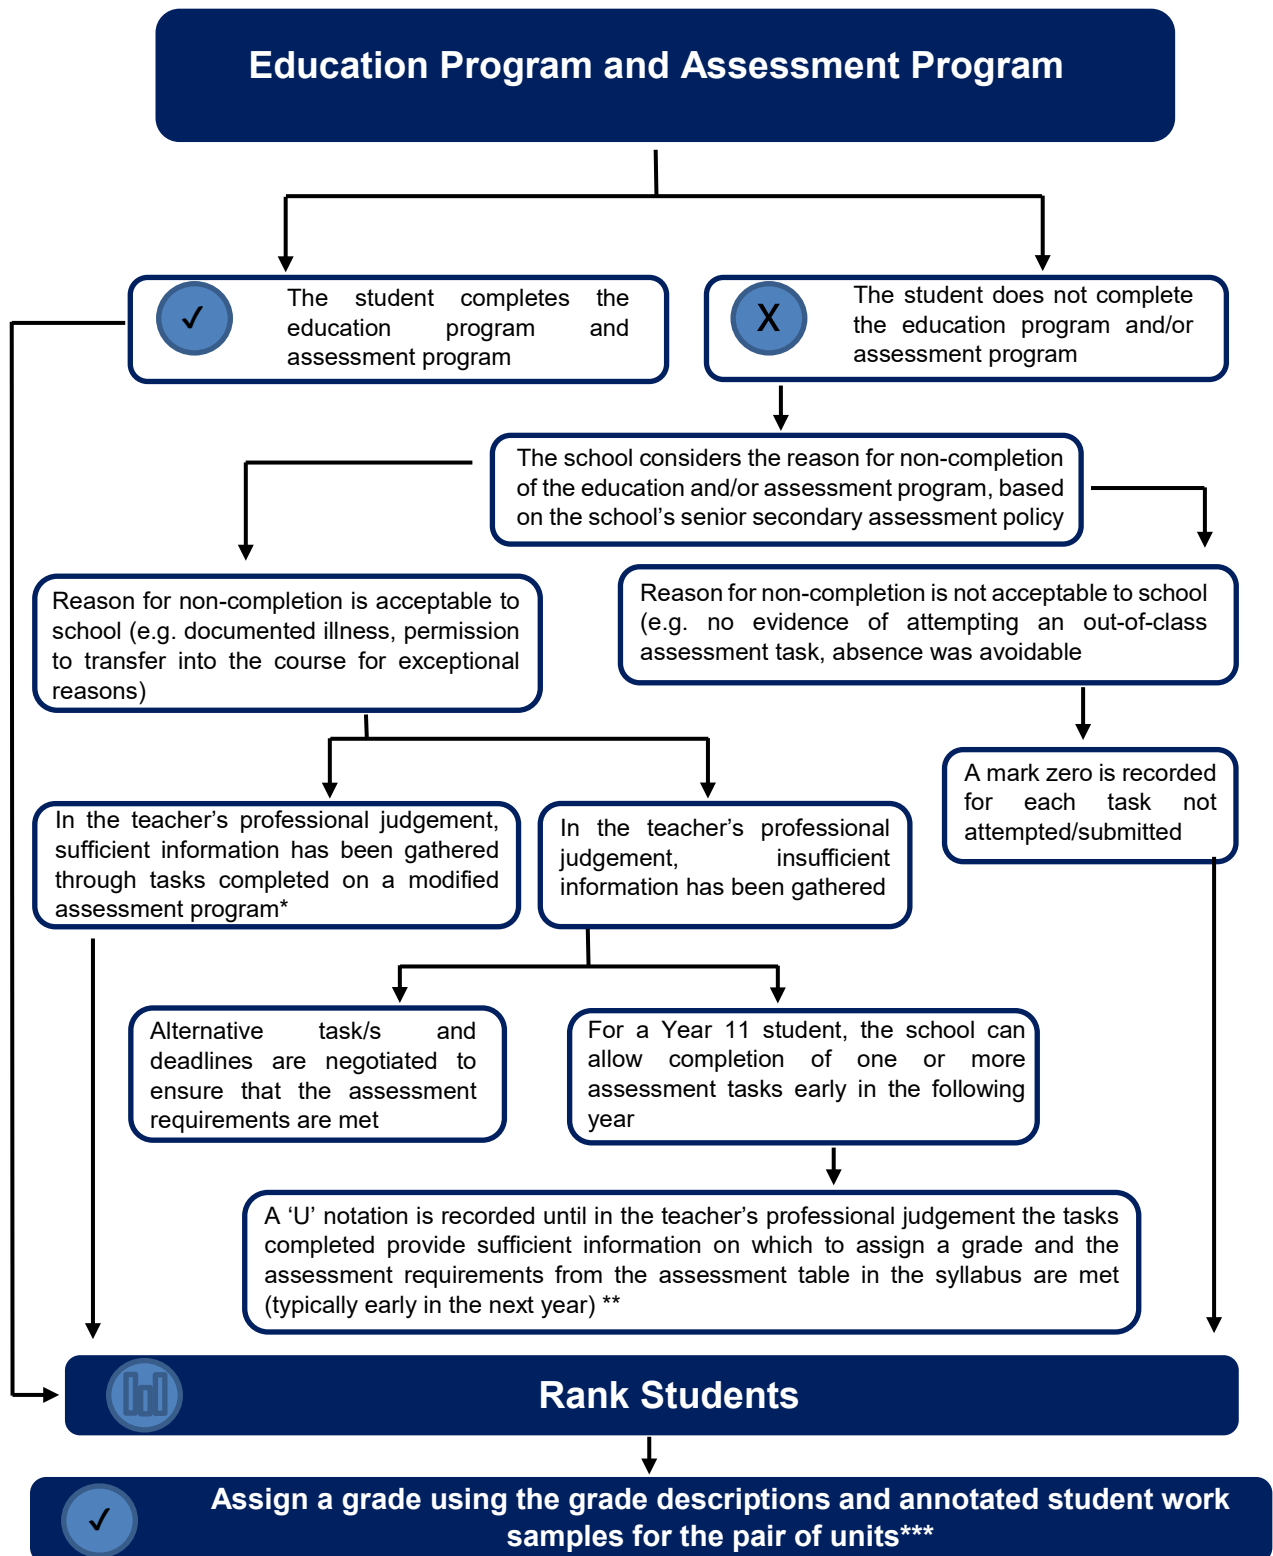 Education Program and Assessment Program
✓
The student completes the
education program and
assessment program
X
The student does not complete
the education program and/or
assessment program
The school considers the reason for non-completion
of the education and/or assessment program, based
on the school's senior secondary assessment policy
Reason for non-completion is acceptable to
school (e.g. documented illness, permission
to transfer into the course for exceptional
reasons)
Reason for non-completion is not acceptable to school
(e.g. no evidence of attempting an out-of-class
assessment task, absence was avoidable
A mark zero is recorded
for each task not
attempted/submitted
In the teacher's professional judgement,
sufficient information has been gathered
through tasks completed on a modified
assessment program*
In the teacher's professional
judgement, insufficient
information has been gathered
Alternative task/s and
deadlines are negotiated to
ensure that the assessment
requirements are met
For a Year 11 student, the school can
allow completion of one or more
assessment tasks early in the following
year
A ‘U’ notation is recorded until in the teacher's professional judgement the tasks
completed provide sufficient information on which to assign a grade and the
assessment requirements from the assessment table in the syllabus are met
(typically early in the next year) **
Rank Students
✓
Assign a grade using the grade descriptions and annotated student work
samples for the pair of units***